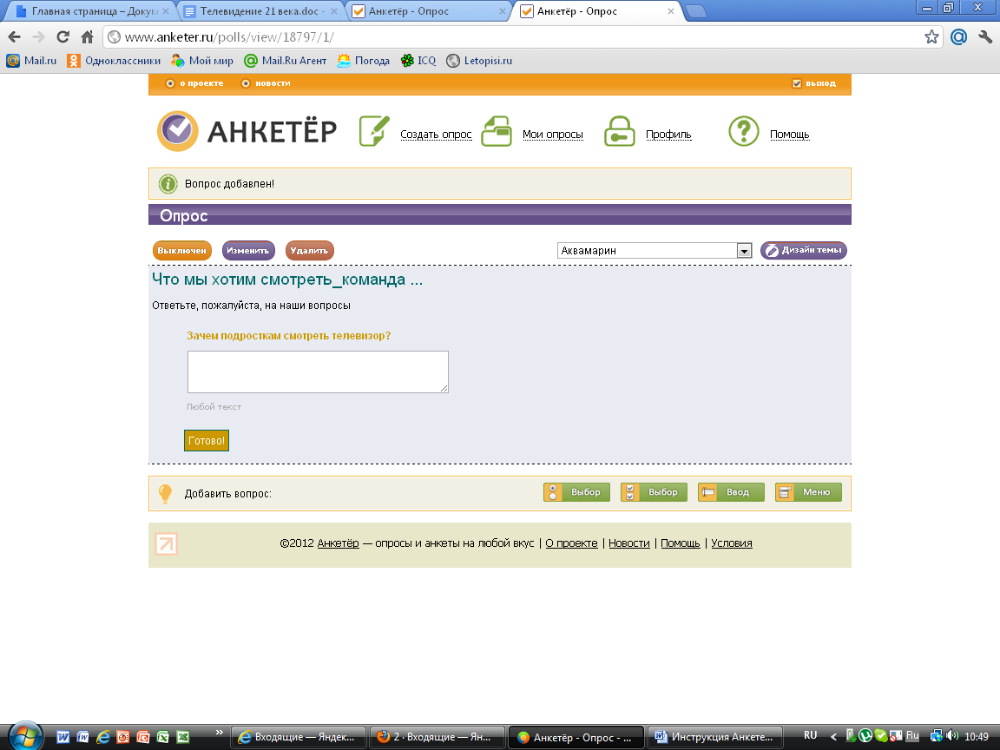 Главная страница – Докум
Телевидение 21 века.doc -
Анкетёр - Опрос
Анкетёр - Опрос
www.anketer.ru/polls/view/18797/1/
Mail.ru
Одноклассники
Мой мир
Mail.Ru Агент
Погода
ICQ
Letopisi.ru
о проекте
новости
выход
АНКЕТЁР
Создать опрос
Мои опросы
Профиль
Помощь
Вопрос добавлен!
Опрос
Выключен
Изменить
Удалить
Аквамарин
Дизайн темы
Что мы хотим смотреть_команда ...
Ответьте, пожалуйста, на наши вопросы
Зачем подросткам смотреть телевизор?
Любой текст
Готово!
Добавить вопрос:
Выбор
Выбор
Ввод
Меню
©2012 Анкетёр — опросы и анкеты на любой вкус | О проекте | Новости | Помощь | Условия
Входящие — Яндек...
2 · Входящие — Ян...
Анкетёр - Опрос - ...
Инструкция Анкете...
RU
Ru
10:49